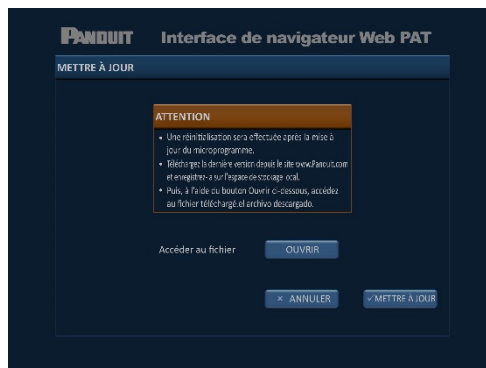 PANDUIT Interface de navigateur Web PAT
METTRE À JOUR
ATTENTION
• Une réinitialisation sera effectuée après la mise à
jour du microprogramme.
• Téléchargez la dernière version depuis le site www.Panduit.com
et enregistrez-la sur l'espace de stockage local.
• Puis, à l'aide du bouton Ouvrir ci-dessous, accédez
au fichier téléchargé.el archivo descargado.
Accéder au fichier OUVRIR
× ANNULER ✓METTRE À JOUR